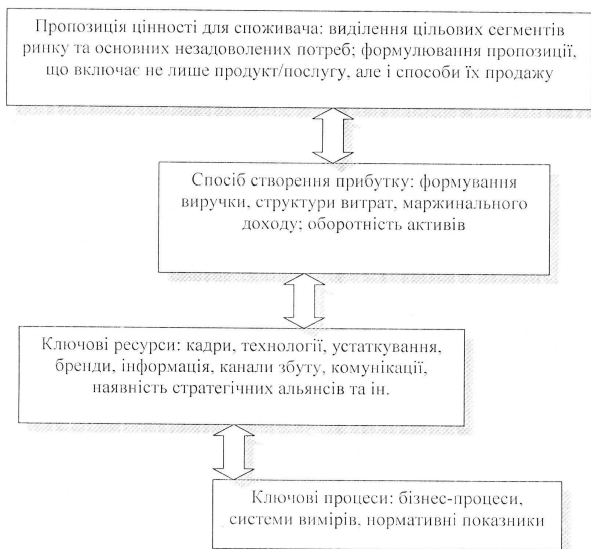 Пропозиція цінності для споживача: виділення цільових сегментів
ринку та основних незадоволених потреб; формулювання пропозиції,
що включає не лише продукт/послугу, але і способи їх продажу
Спосіб створення прибутку: формування
виручки, структури витрат, маржинального
доходу; оборотність активів
Ключові ресурси: кадри, технології, устаткування,
бренди, інформація, канали збуту, комунікації,
наявність стратегічних альянсів та ін.
Ключові процеси: бізнес-процеси,
системи вимірів, нормативні показники